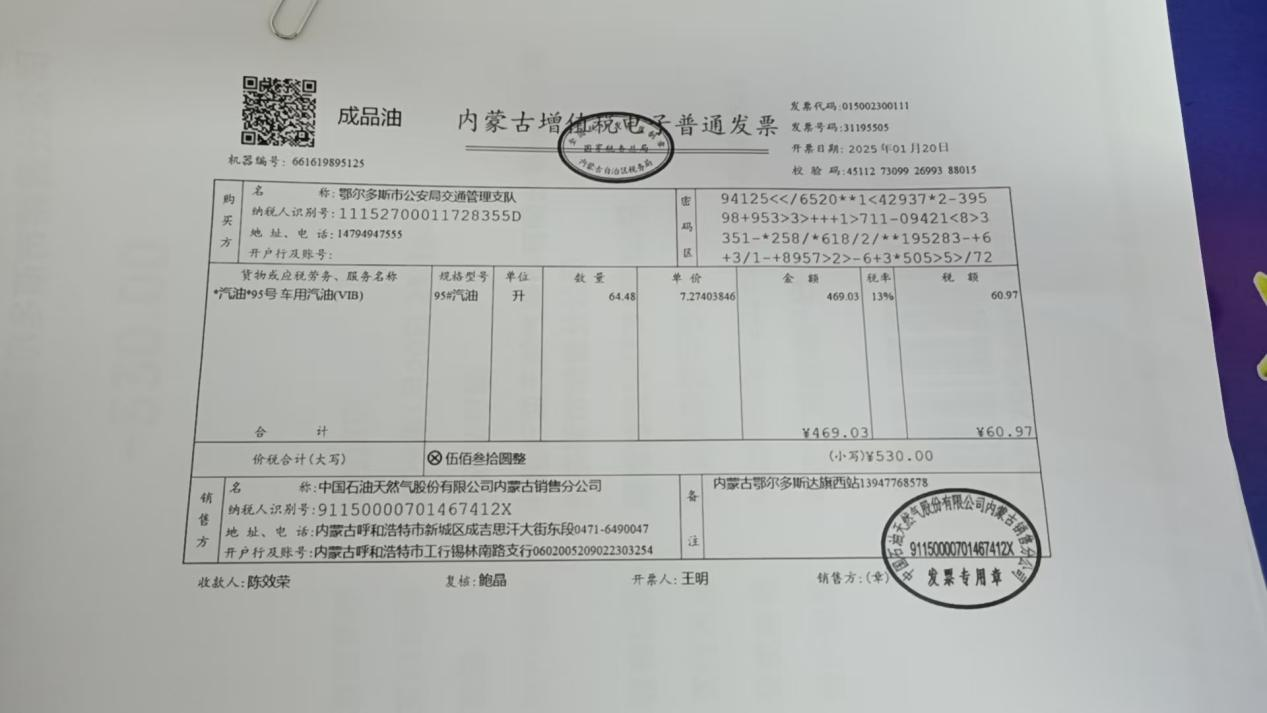 成品油
内蒙古增值税电子普通发票
国家税务总局
内蒙古自治区税务局
发票代码:015002300111
发票号码:31195505
开票日期:2025年01月20日
校验码:45112 73099 26993 88015
机器编号:661619895125
购买方
名称:鄂尔多斯市公安局交通管理支队
纳税人识别号:11152700011728355D
地址、电话:14794947555
开户行及账号:
密码区
94125<</6520**1<42937*2-395
98+953>3>+++1>711-09421<8>3
351-*258/*618/2/**195283-+6
+3/1-+8957>2>-6+3*505>5>/72
货物或应税劳务、服务名称 规格型号 单位 数量 单价 金额 税率 税额
*汽油*95号 车用汽油(VIB) 95#汽油 升 64.48 7.27403846 469.03 13% 60.97
合计 ¥469.03 ¥60.97
价税合计(大写) ⊗伍佰叁拾圆整 (小写)¥530.00
销售方
名称:中国石油天然气股份有限公司内蒙古销售分公司
纳税人识别号:91150000701467412X
地址、电话:内蒙古呼和浩特市新城区成吉思汗大街东段0471-6490047
开户行及账号:内蒙古呼和浩特市工行锡林南路支行0602005209022303254
备注
内蒙古鄂尔多斯达旗西站13947768578
中国石油天然气股份有限公司内蒙古销售分公司
91150000701467412X
发票专用章
收款人:陈效荣 复核:鲍晶 开票人:王明 销售方:(章)